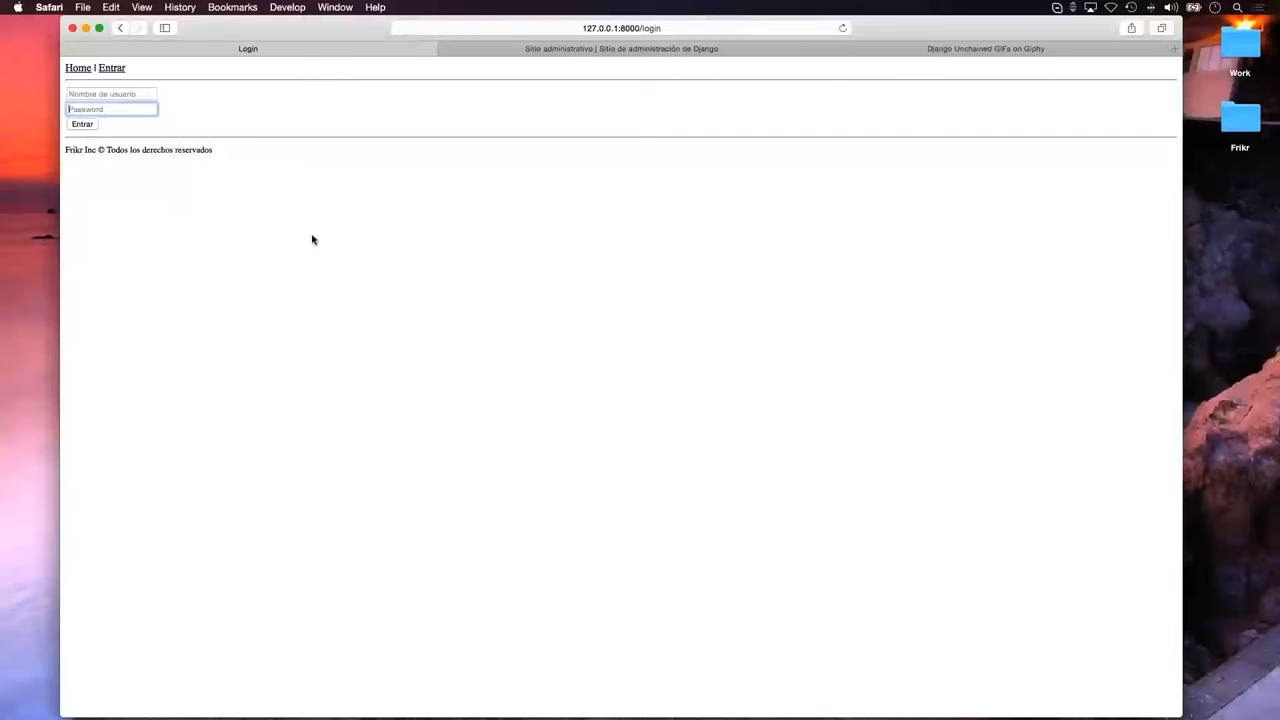 Safari File Edit View History Bookmarks Develop Window Help
127.0.0.1:8000/login
Login
Sitio administrativo | Sitio de administración de Django
Django Unchained GIFs on Giphy
Home | Entrar
Nombre de usuario
Password
Entrar
Frikr Inc © Todos los derechos reservados
Work
Frikr